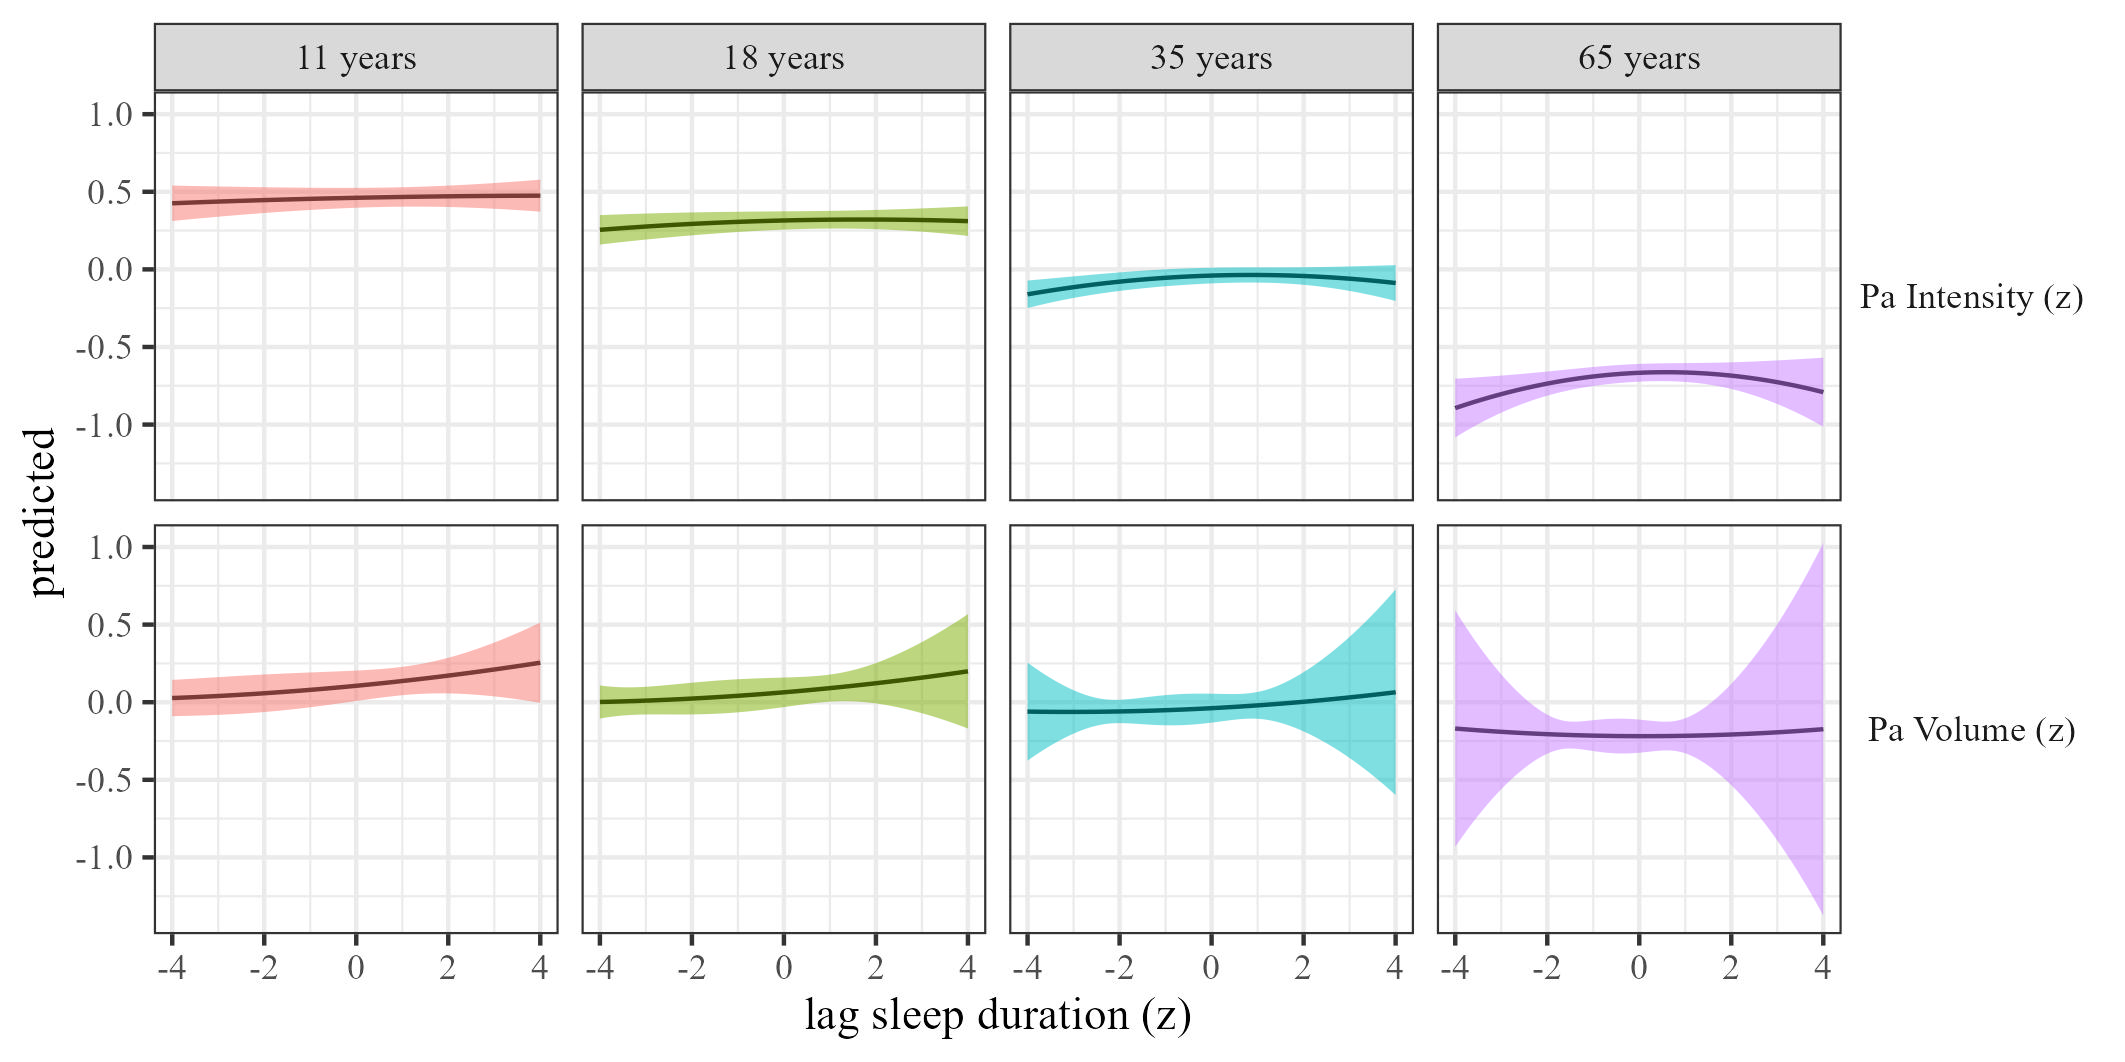 11 years
18 years
35 years
65 years
1.0
0.5
0.0
-0.5
-1.0
Pa Intensity (z)
predicted
1.0
0.5
0.0
-0.5
-1.0
Pa Volume (z)
-4 -2 0 2 4
-4 -2 0 2 4
-4 -2 0 2 4
-4 -2 0 2 4
lag sleep duration (z)